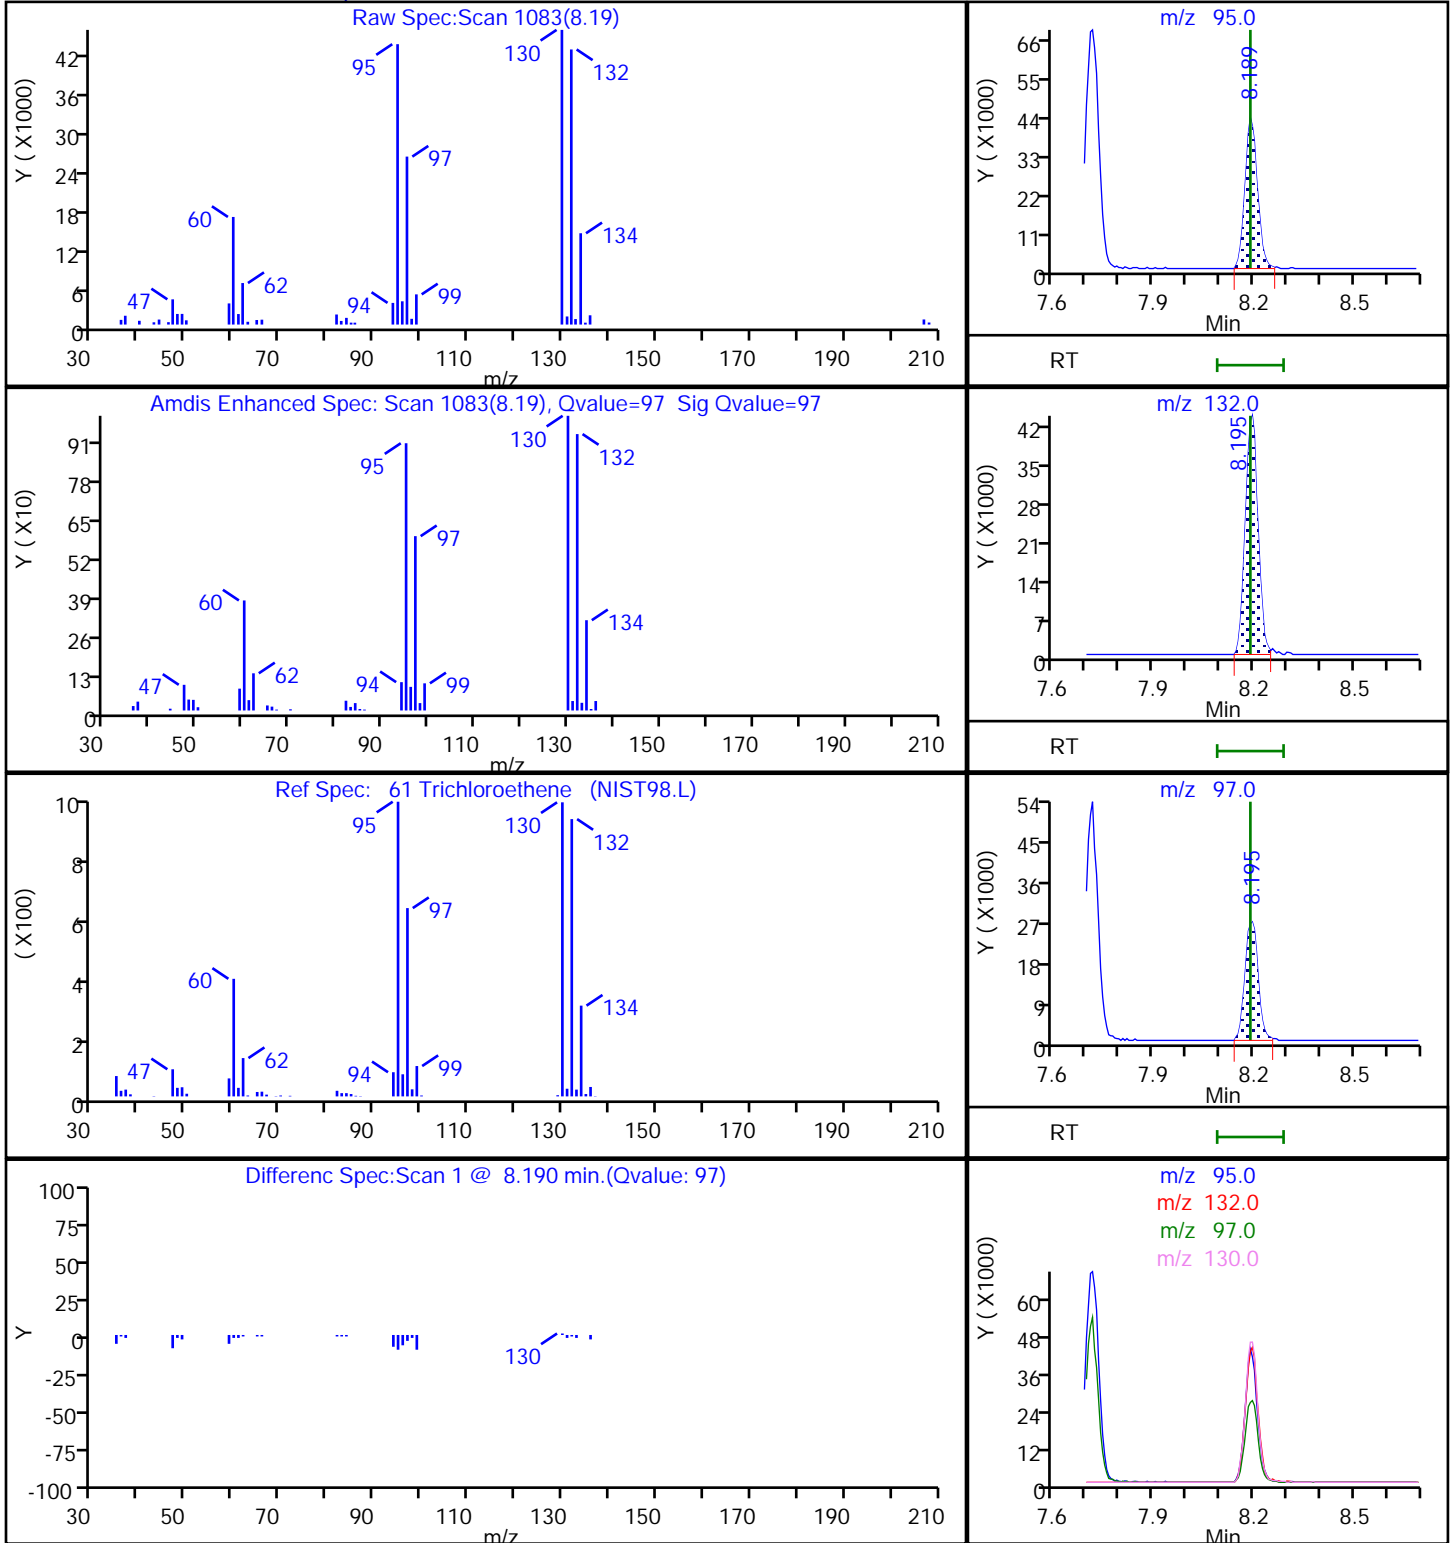 Raw Spec:Scan 1083(8.19)
Y ( X1000)
42
36
30
24
18
12
6
0
47
60
62
94
95
97
99
130
132
134
30 50 70 90 110 130 150 170 190 210
m/z
m/z 95.0
Y ( X1000)
66
55
44
33
22
11
0
8.189
7.6 7.9 8.2 8.5
Min
RT
Amdis Enhanced Spec: Scan 1083(8.19), Qvalue=97 Sig Qvalue=97
Y ( X10)
91
78
65
52
39
26
13
0
47
60
62
94
95
97
99
130
132
134
30 50 70 90 110 130 150 170 190 210
m/z
m/z 132.0
Y ( X1000)
42
35
28
21
14
7
0
8.195
7.6 7.9 8.2 8.5
Min
RT
Ref Spec: 61 Trichloroethene (NIST98.L)
( X100)
10
8
6
4
2
0
47
60
62
94
95
97
99
130
132
134
30 50 70 90 110 130 150 170 190 210
m/z 97.0
Y ( X1000)
54
45
36
27
18
9
0
8.195
7.6 7.9 8.2 8.5
Min
RT
Differenc Spec:Scan 1 @ 8.190 min.(Qvalue: 97)
Y
100
75
50
25
0
-25
-50
-75
-100
130
30 50 70 90 110 130 150 170 190 210
m/z
m/z 95.0
m/z 132.0
m/z 97.0
m/z 130.0
Y ( X1000)
60
48
36
24
12
0
7.6 7.9 8.2 8.5
Min